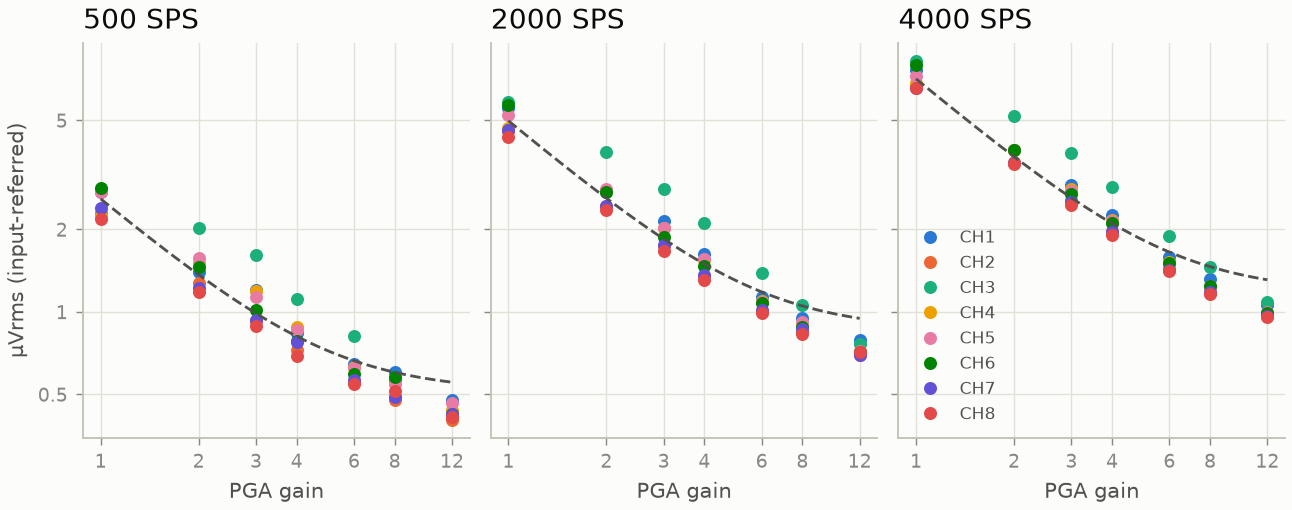 500 SPS
2000 SPS
4000 SPS
µVrms (input-referred)
5
2
1
0.5
1 2 3 4 6 8 12
1 2 3 4 6 8 12
1 2 3 4 6 8 12
PGA gain
PGA gain
PGA gain
CH1
CH2
CH3
CH4
CH5
CH6
CH7
CH8